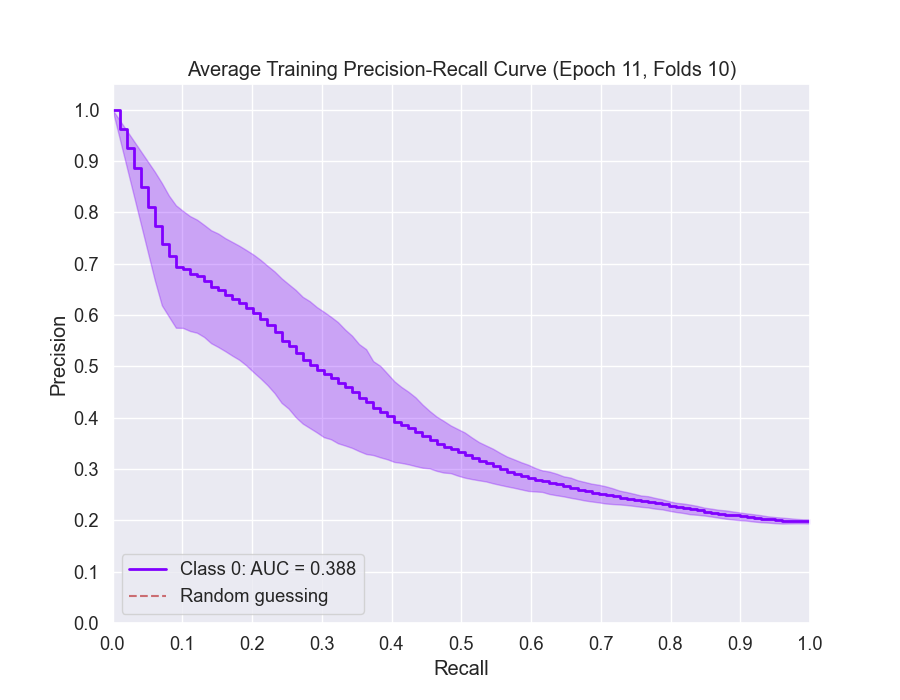 Average Training Precision-Recall Curve (Epoch 11, Folds 10)
Precision
1.0
0.9
0.8
0.7
0.6
0.5
0.4
0.3
0.2
0.1
0.0
Class 0: AUC = 0.388
Random guessing
0.0 0.1 0.2 0.3 0.4 0.5 0.6 0.7 0.8 0.9 1.0
Recall